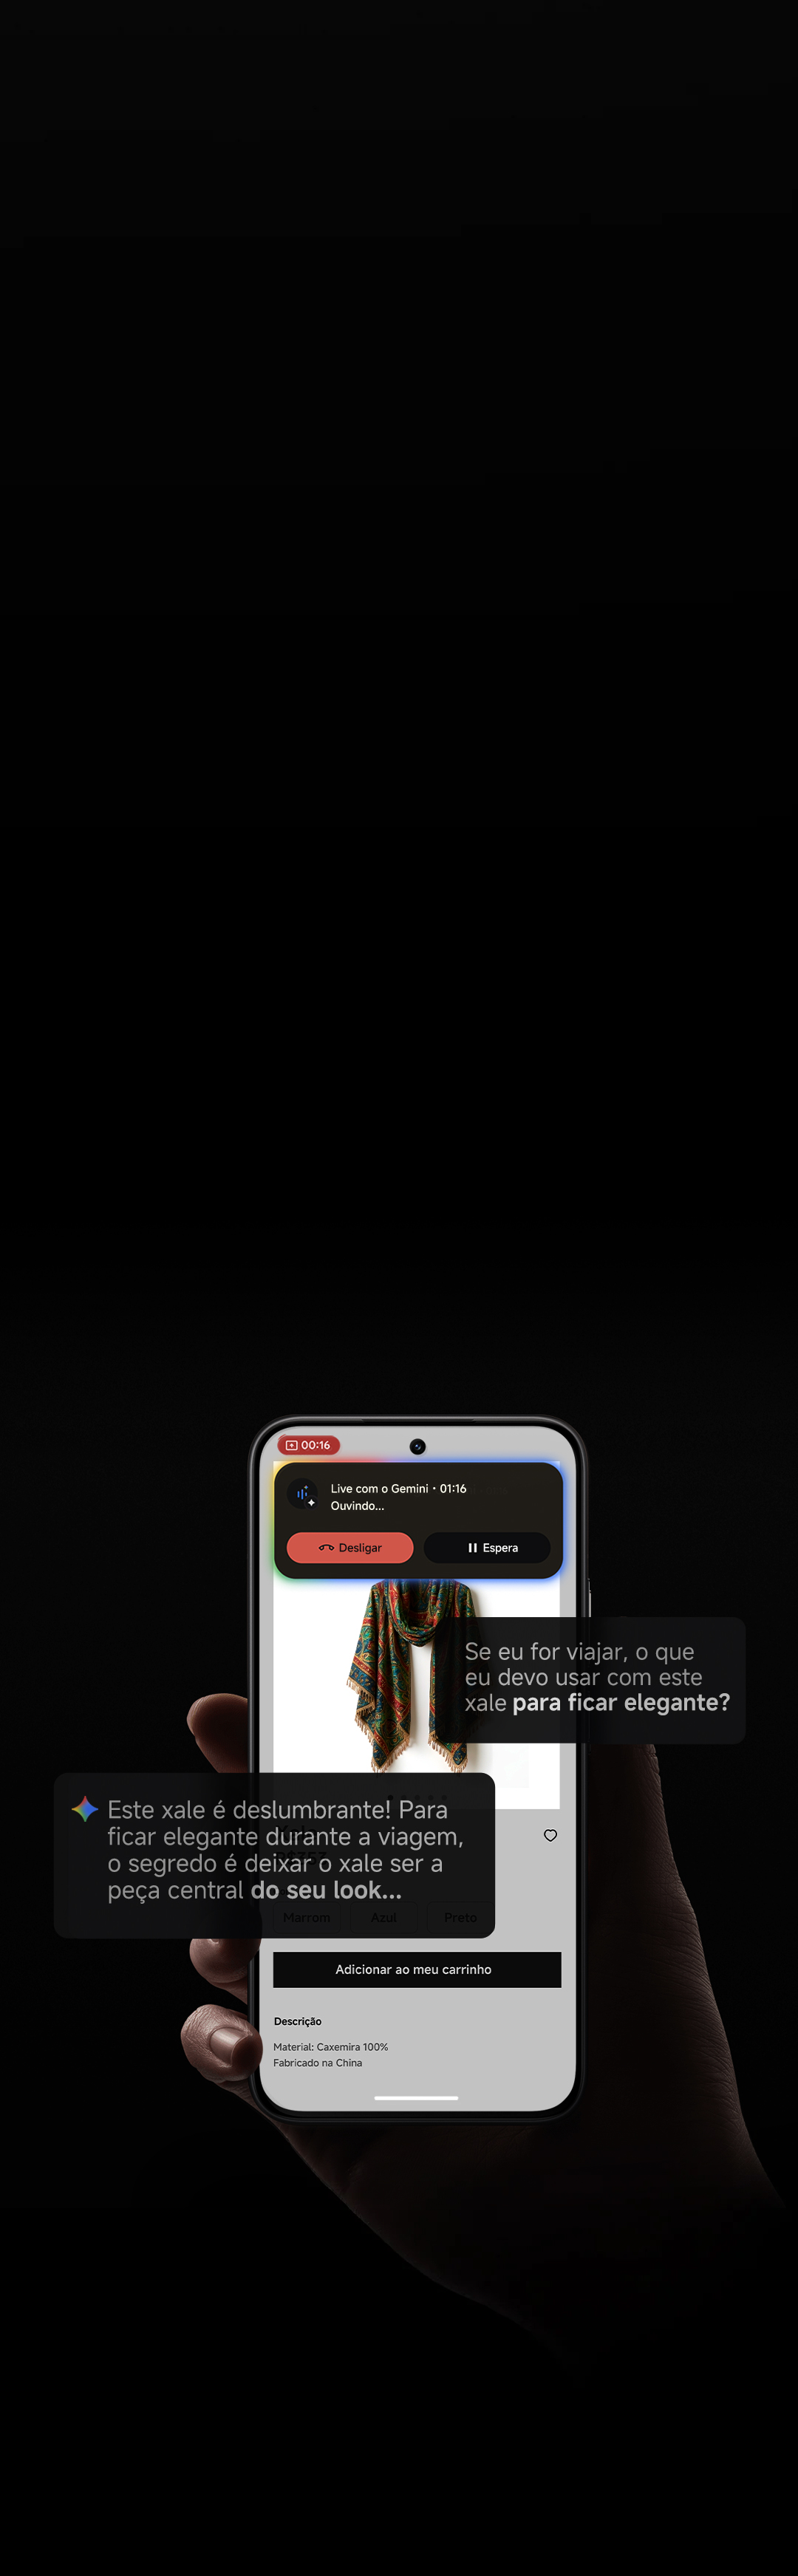 00:16
Live com o Gemini • 01:16
Ouvindo...
Desligar
Espera
Se eu for viajar, o que
eu devo usar com este
xale para ficar elegante?
Este xale é deslumbrante! Para
ficar elegante durante a viagem,
o segredo é deixar o xale ser a
peça central do seu look...
Marrom
Azul
Preto
Adicionar ao meu carrinho
Descrição
Material: Caxemira 100%
Fabricado na China